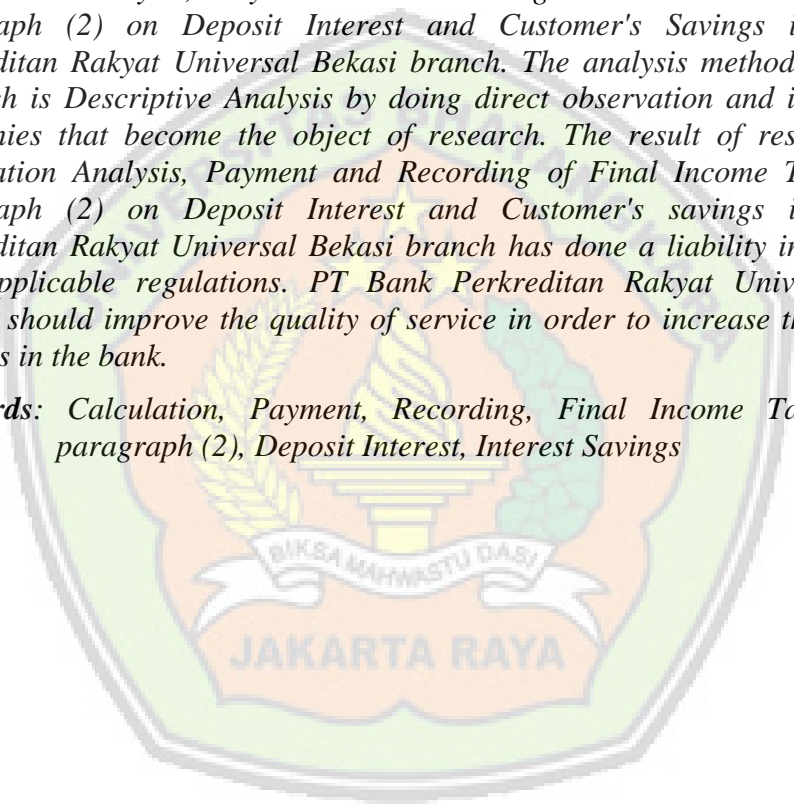 aph (2) on Deposit Interest and Customer's Savings i
ditan Rakyat Universal Bekasi branch. The analysis method
h is Descriptive Analysis by doing direct observation and i
nies that become the object of research. The result of res
ation Analysis, Payment and Recording of Final Income T
aph (2) on Deposit Interest and Customer's savings i
ditan Rakyat Universal Bekasi branch has done a liability in
pplicable regulations. PT Bank Perkreditan Rakyat Univ
should improve the quality of service in order to increase th
s in the bank.
rds: Calculation, Payment, Recording, Final Income Ta
paragraph (2), Deposit Interest, Interest Savings
UNIVERSITAS BHAYANGKARA
BIKSA MAHWASTU DASI
JAKARTA RAYA